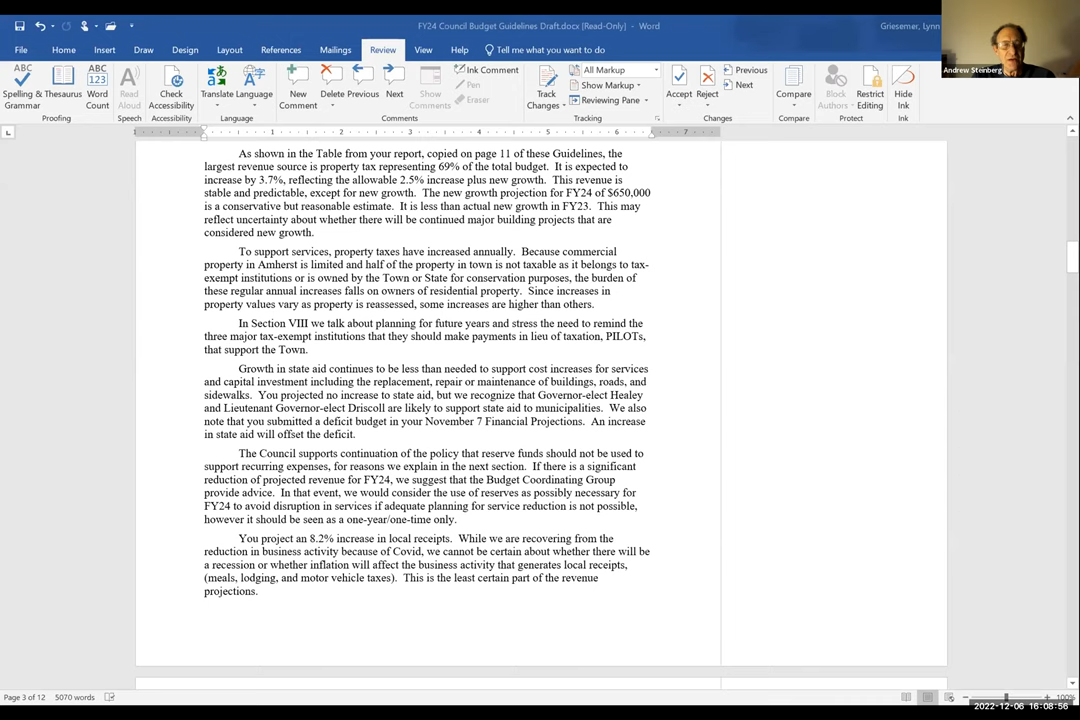 FY24 Council Budget Guidelines Draft.docx [Read-Only] - Word
Griesemer, Lynn
File Home Insert Draw Design Layout References Mailings Review View Help Tell me what you want to do
Andrew Steinberg
ABC
Spelling & Grammar
Thesaurus
ABC 123
Word Count
Proofing
Read Aloud
Speech
Check Accessibility
Accessibility
Translate
Language
Language
New Comment
Delete
Previous
Next
Show Comments
Ink Comment
Pen
Eraser
Comments
Track Changes
All Markup
Show Markup
Reviewing Pane
Tracking
Accept
Reject
Previous
Next
Changes
Compare
Compare
Block Authors
Restrict Editing
Protect
Hide Ink
Ink
1 2 3 4 5 6 7
As shown in the Table from your report, copied on page 11 of these Guidelines, the
largest revenue source is property tax representing 69% of the total budget. It is expected to
increase by 3.7%, reflecting the allowable 2.5% increase plus new growth. This revenue is
stable and predictable, except for new growth. The new growth projection for FY24 of $650,000
is a conservative but reasonable estimate. It is less than actual new growth in FY23. This may
reflect uncertainty about whether there will be continued major building projects that are
considered new growth.
To support services, property taxes have increased annually. Because commercial
property in Amherst is limited and half of the property in town is not taxable as it belongs to tax-
exempt institutions or is owned by the Town or State for conservation purposes, the burden of
these regular annual increases falls on owners of residential property. Since increases in
property values vary as property is reassessed, some increases are higher than others.
In Section VIII we talk about planning for future years and stress the need to remind the
three major tax-exempt institutions that they should make payments in lieu of taxation, PILOTs,
that support the Town.
Growth in state aid continues to be less than needed to support cost increases for services
and capital investment including the replacement, repair or maintenance of buildings, roads, and
sidewalks. You projected no increase to state aid, but we recognize that Governor-elect Healey
and Lieutenant Governor-elect Driscoll are likely to support state aid to municipalities. We also
note that you submitted a deficit budget in your November 7 Financial Projections. An increase
in state aid will offset the deficit.
The Council supports continuation of the policy that reserve funds should not be used to
support recurring expenses, for reasons we explain in the next section. If there is a significant
reduction of projected revenue for FY24, we suggest that the Budget Coordinating Group
provide advice. In that event, we would consider the use of reserves as possibly necessary for
FY24 to avoid disruption in services if adequate planning for service reduction is not possible,
however it should be seen as a one-year/one-time only.
You project an 8.2% increase in local receipts. While we are recovering from the
reduction in business activity because of Covid, we cannot be certain about whether there will be
a recession or whether inflation will affect the business activity that generates local receipts,
(meals, lodging, and motor vehicle taxes). This is the least certain part of the revenue
projections.
Page 3 of 12 5070 words
100%
2022-12-06 16:08:56